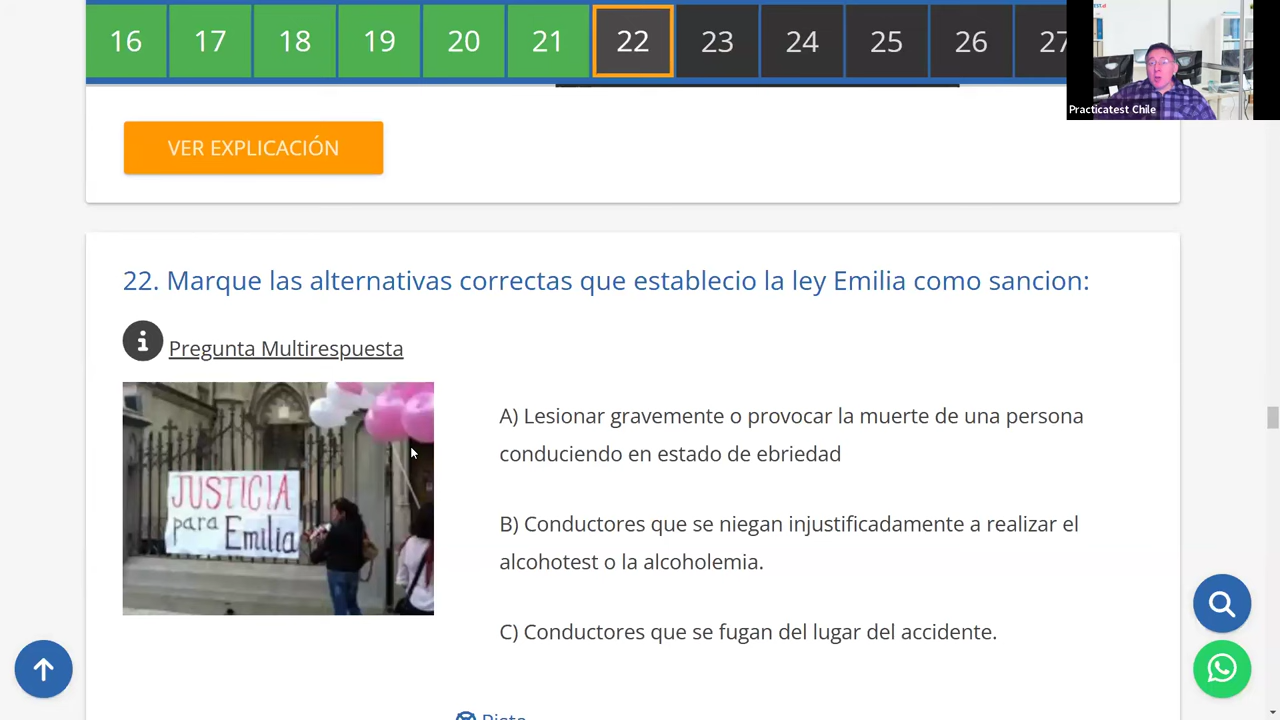 16 17 18 19 20 21 22 23 24 25 26 27
Practicatest Chile
VER EXPLICACIÓN
22. Marque las alternativas correctas que establecio la ley Emilia como sancion:
Pregunta Multirespuesta
JUSTICIA
para Emilia
A) Lesionar gravemente o provocar la muerte de una persona
conduciendo en estado de ebriedad
B) Conductores que se niegan injustificadamente a realizar el
alcohotest o la alcoholemia.
C) Conductores que se fugan del lugar del accidente.
Pista